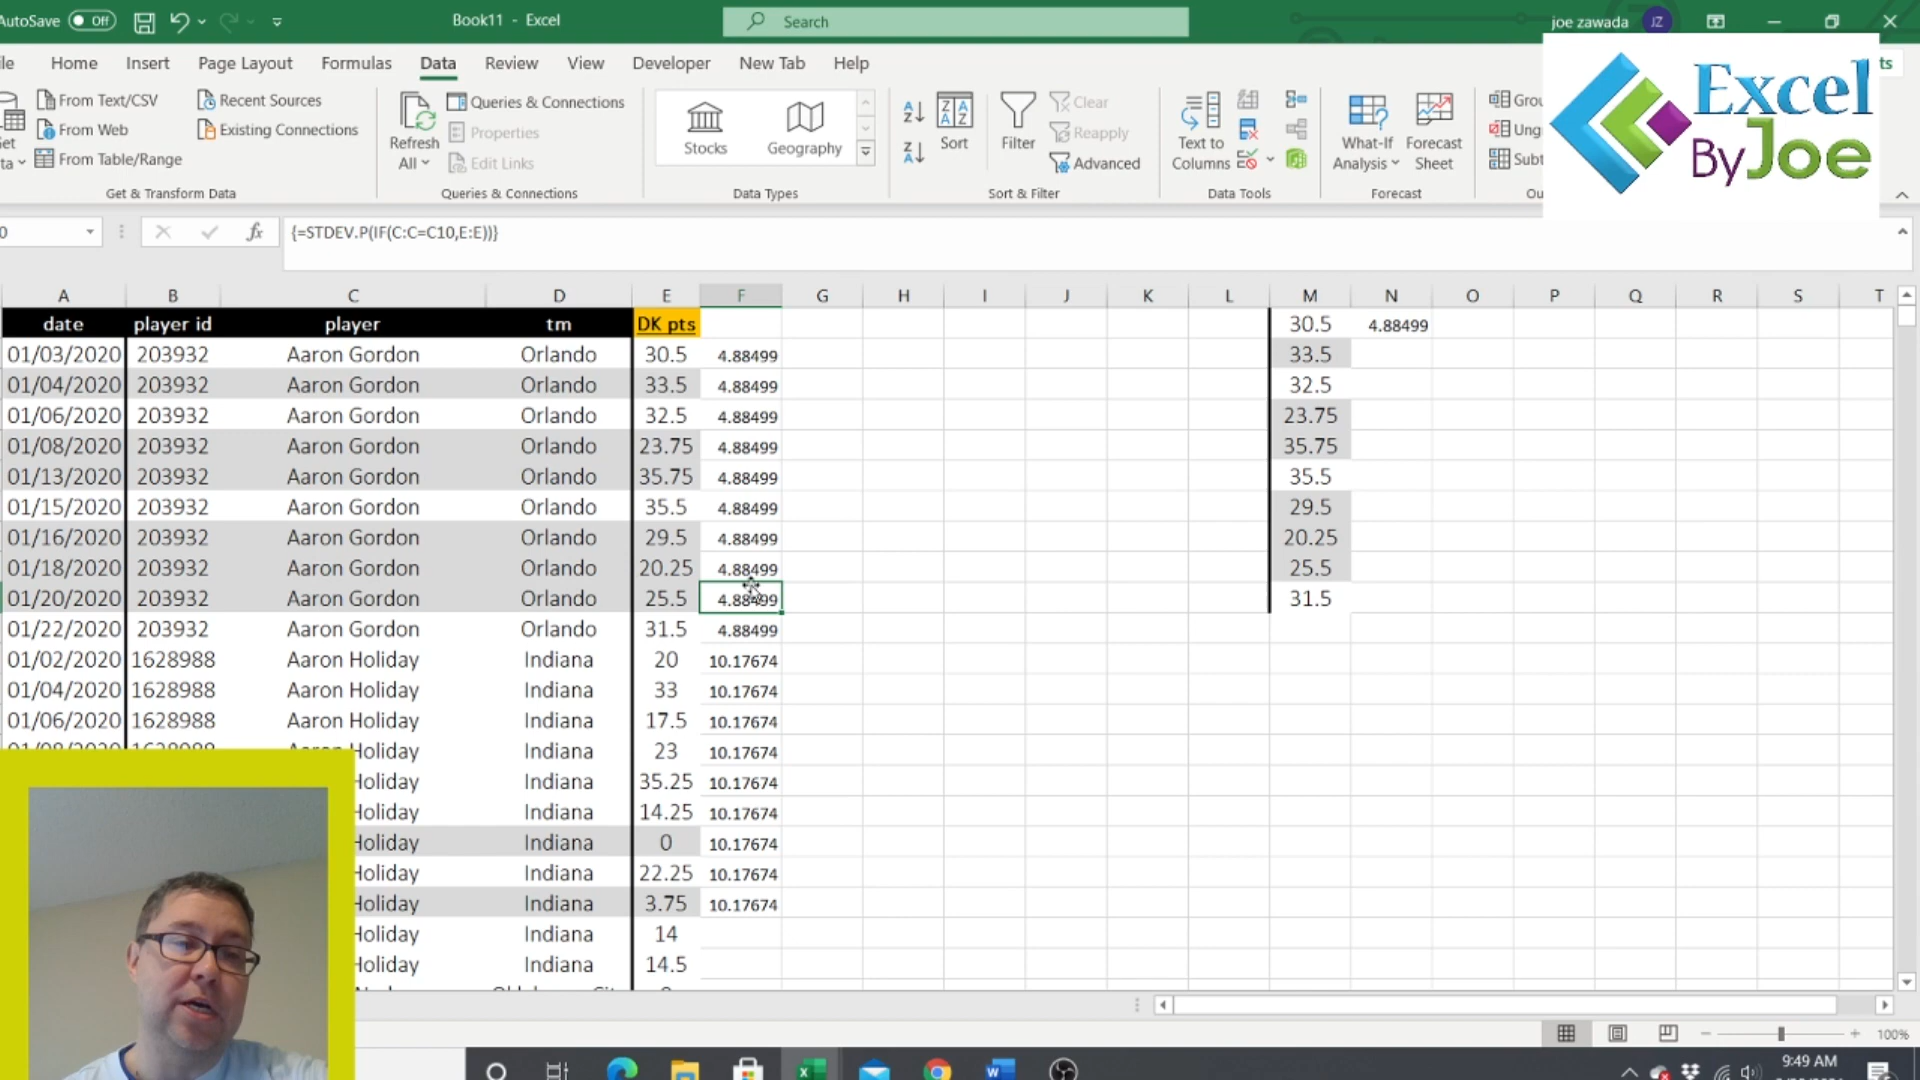 AutoSave Off
Book11 - Excel
Search
joe zawada JZ
Home Insert Page Layout Formulas Data Review View Developer New Tab Help
From Text/CSV
From Web
From Table/Range
Recent Sources
Existing Connections
Get & Transform Data
Refresh All
Queries & Connections
Properties
Edit Links
Queries & Connections
Stocks
Geography
Data Types
Sort
Filter
Clear
Reapply
Advanced
Sort & Filter
Text to Columns
Data Tools
What-If Analysis
Forecast Sheet
Forecast
Excel
By Joe
{=STDEV.P(IF(C:C=C10,E:E))}
A B C D E F G H I J K L M N O P Q R S T
date player id player tm DK pts 30.5 4.88499
01/03/2020 203932 Aaron Gordon Orlando 30.5 4.88499 33.5
01/04/2020 203932 Aaron Gordon Orlando 33.5 4.88499 32.5
01/06/2020 203932 Aaron Gordon Orlando 32.5 4.88499 23.75
01/08/2020 203932 Aaron Gordon Orlando 23.75 4.88499 35.75
01/13/2020 203932 Aaron Gordon Orlando 35.75 4.88499 35.5
01/15/2020 203932 Aaron Gordon Orlando 35.5 4.88499 29.5
01/16/2020 203932 Aaron Gordon Orlando 29.5 4.88499 20.25
01/18/2020 203932 Aaron Gordon Orlando 20.25 4.88499 25.5
01/20/2020 203932 Aaron Gordon Orlando 25.5 4.88499 31.5
01/22/2020 203932 Aaron Gordon Orlando 31.5 4.88499
01/02/2020 1628988 Aaron Holiday Indiana 20 10.17674
01/04/2020 1628988 Aaron Holiday Indiana 33 10.17674
01/06/2020 1628988 Aaron Holiday Indiana 17.5 10.17674
Holiday Indiana 23 10.17674
Holiday Indiana 35.25 10.17674
Holiday Indiana 14.25 10.17674
Holiday Indiana 0 10.17674
Holiday Indiana 22.25 10.17674
Holiday Indiana 3.75 10.17674
Holiday Indiana 14
Holiday Indiana 14.5
100%
9:49 AM